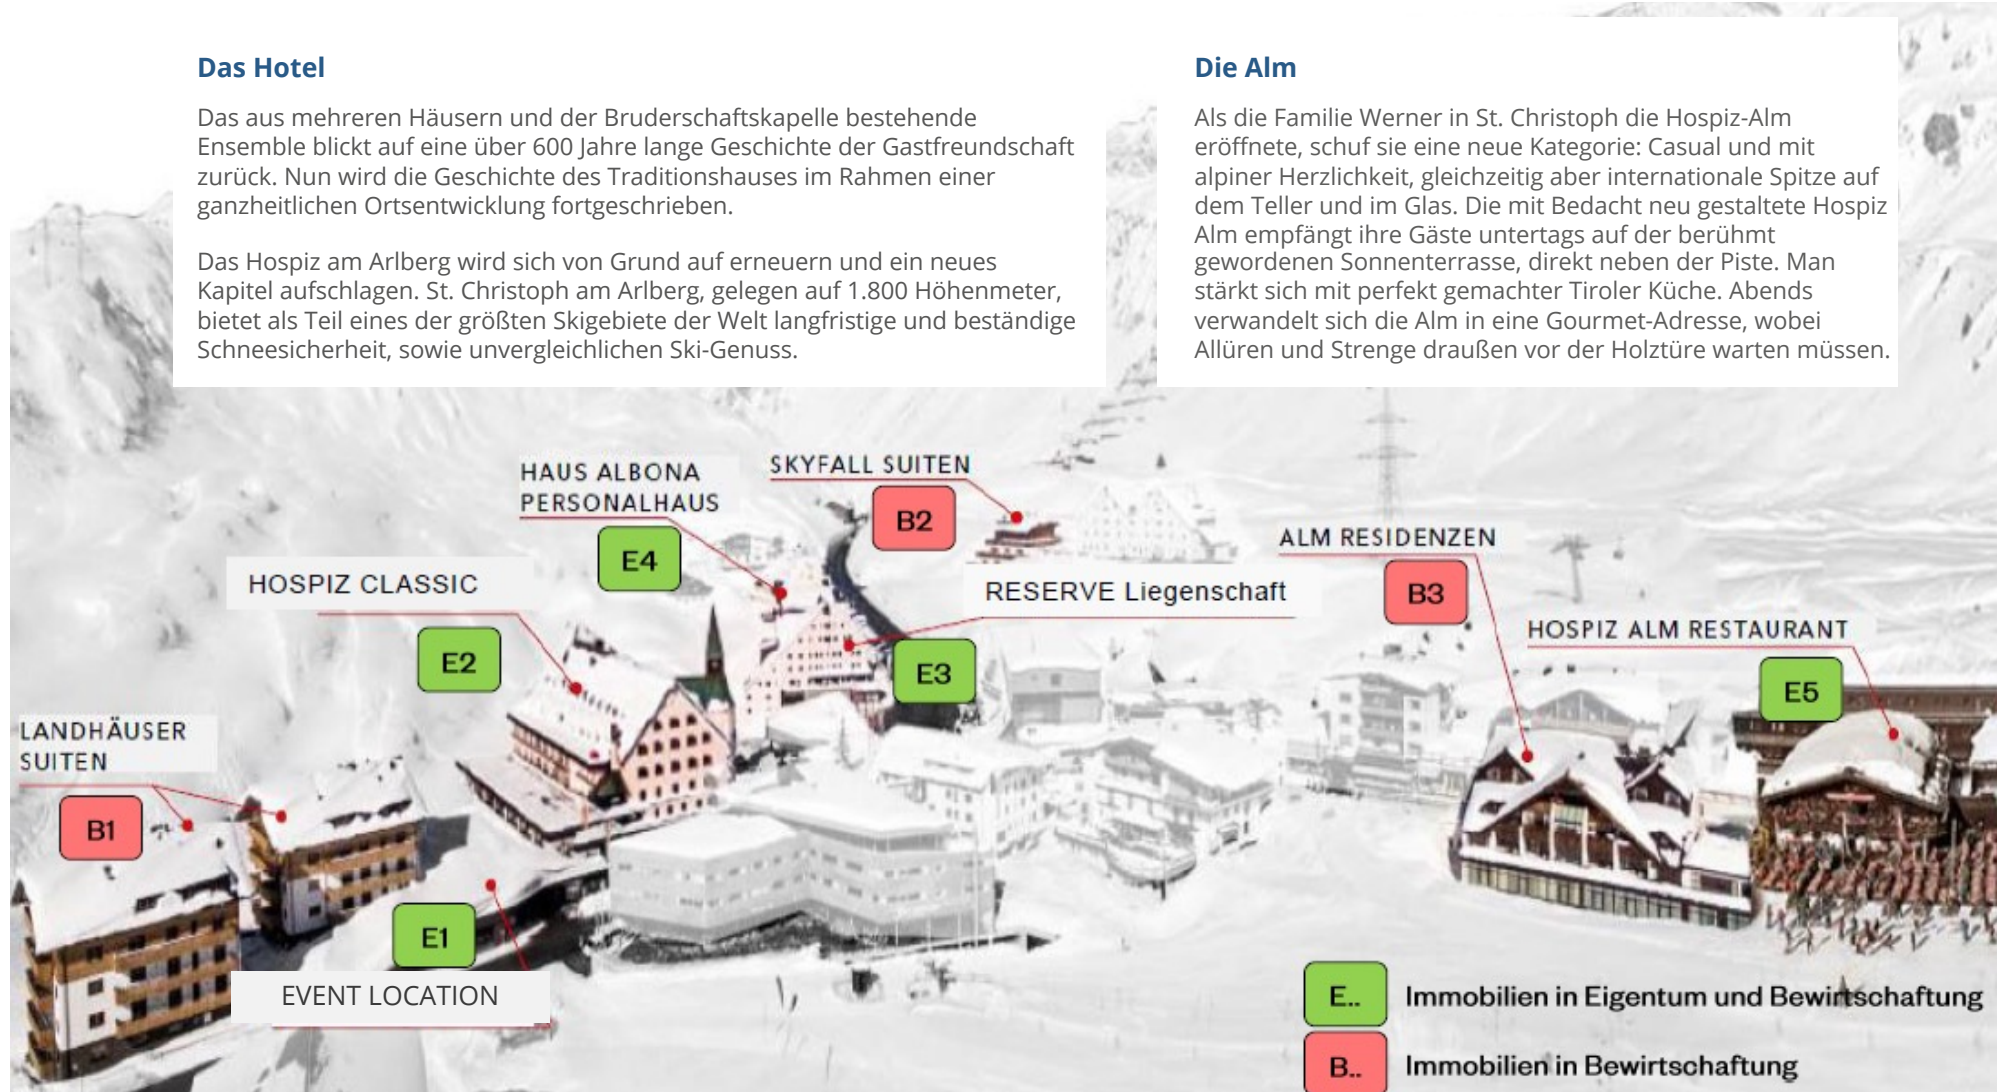 Das Hotel
Das aus mehreren Häusern und der Bruderschaftskapelle bestehende
Ensemble blickt auf eine über 600 Jahre lange Geschichte der Gastfreundschaft
zurück. Nun wird die Geschichte des Traditionshauses im Rahmen einer
ganzheitlichen Ortsentwicklung fortgeschrieben.
Das Hospiz am Arlberg wird sich von Grund auf erneuern und ein neues
Kapitel aufschlagen. St. Christoph am Arlberg, gelegen auf 1.800 Höhenmeter,
bietet als Teil eines der größten Skigebiete der Welt langfristige und beständige
Schneesicherheit, sowie unvergleichlichen Ski-Genuss.
Die Alm
Als die Familie Werner in St. Christoph die Hospiz-Alm
eröffnete, schuf sie eine neue Kategorie: Casual und mit
alpiner Herzlichkeit, gleichzeitig aber internationale Spitze auf
dem Teller und im Glas. Die mit Bedacht neu gestaltete Hospiz
Alm empfängt ihre Gäste untertags auf der berühmt
gewordenen Sonnenterrasse, direkt neben der Piste. Man
stärkt sich mit perfekt gemachter Tiroler Küche. Abends
verwandelt sich die Alm in eine Gourmet-Adresse, wobei
Allüren und Strenge draußen vor der Holztüre warten müssen.
HAUS ALBONA
PERSONALHAUS
E4
SKYFALL SUITEN
B2
ALM RESIDENZEN
B3
HOSPIZ CLASSIC
E2
RESERVE Liegenschaft
E3
HOSPIZ ALM RESTAURANT
E5
LANDHÄUSER
SUITEN
B1
E1
EVENT LOCATION
E.. Immobilien in Eigentum und Bewirtschaftung
B.. Immobilien in Bewirtschaftung